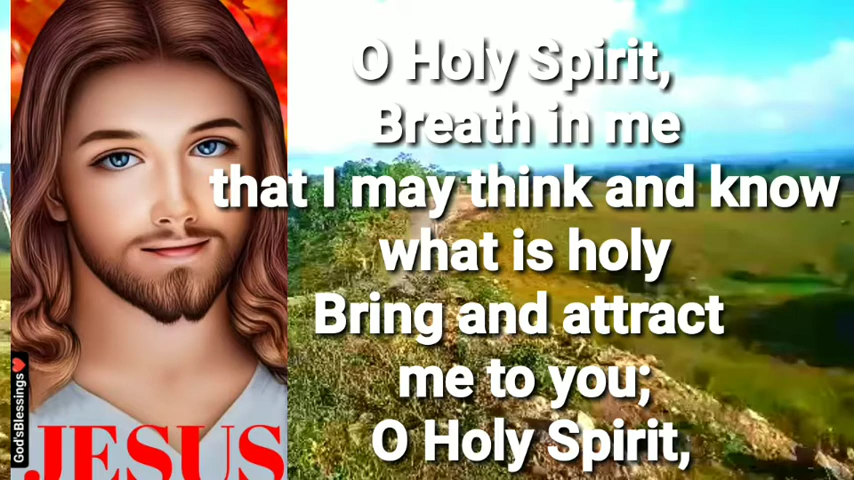 O Holy Spirit,
Breath in me
that I may think and know
what is holy
Bring and attract
me to you;
O Holy Spirit,
God'sBlessings❤
JESUS